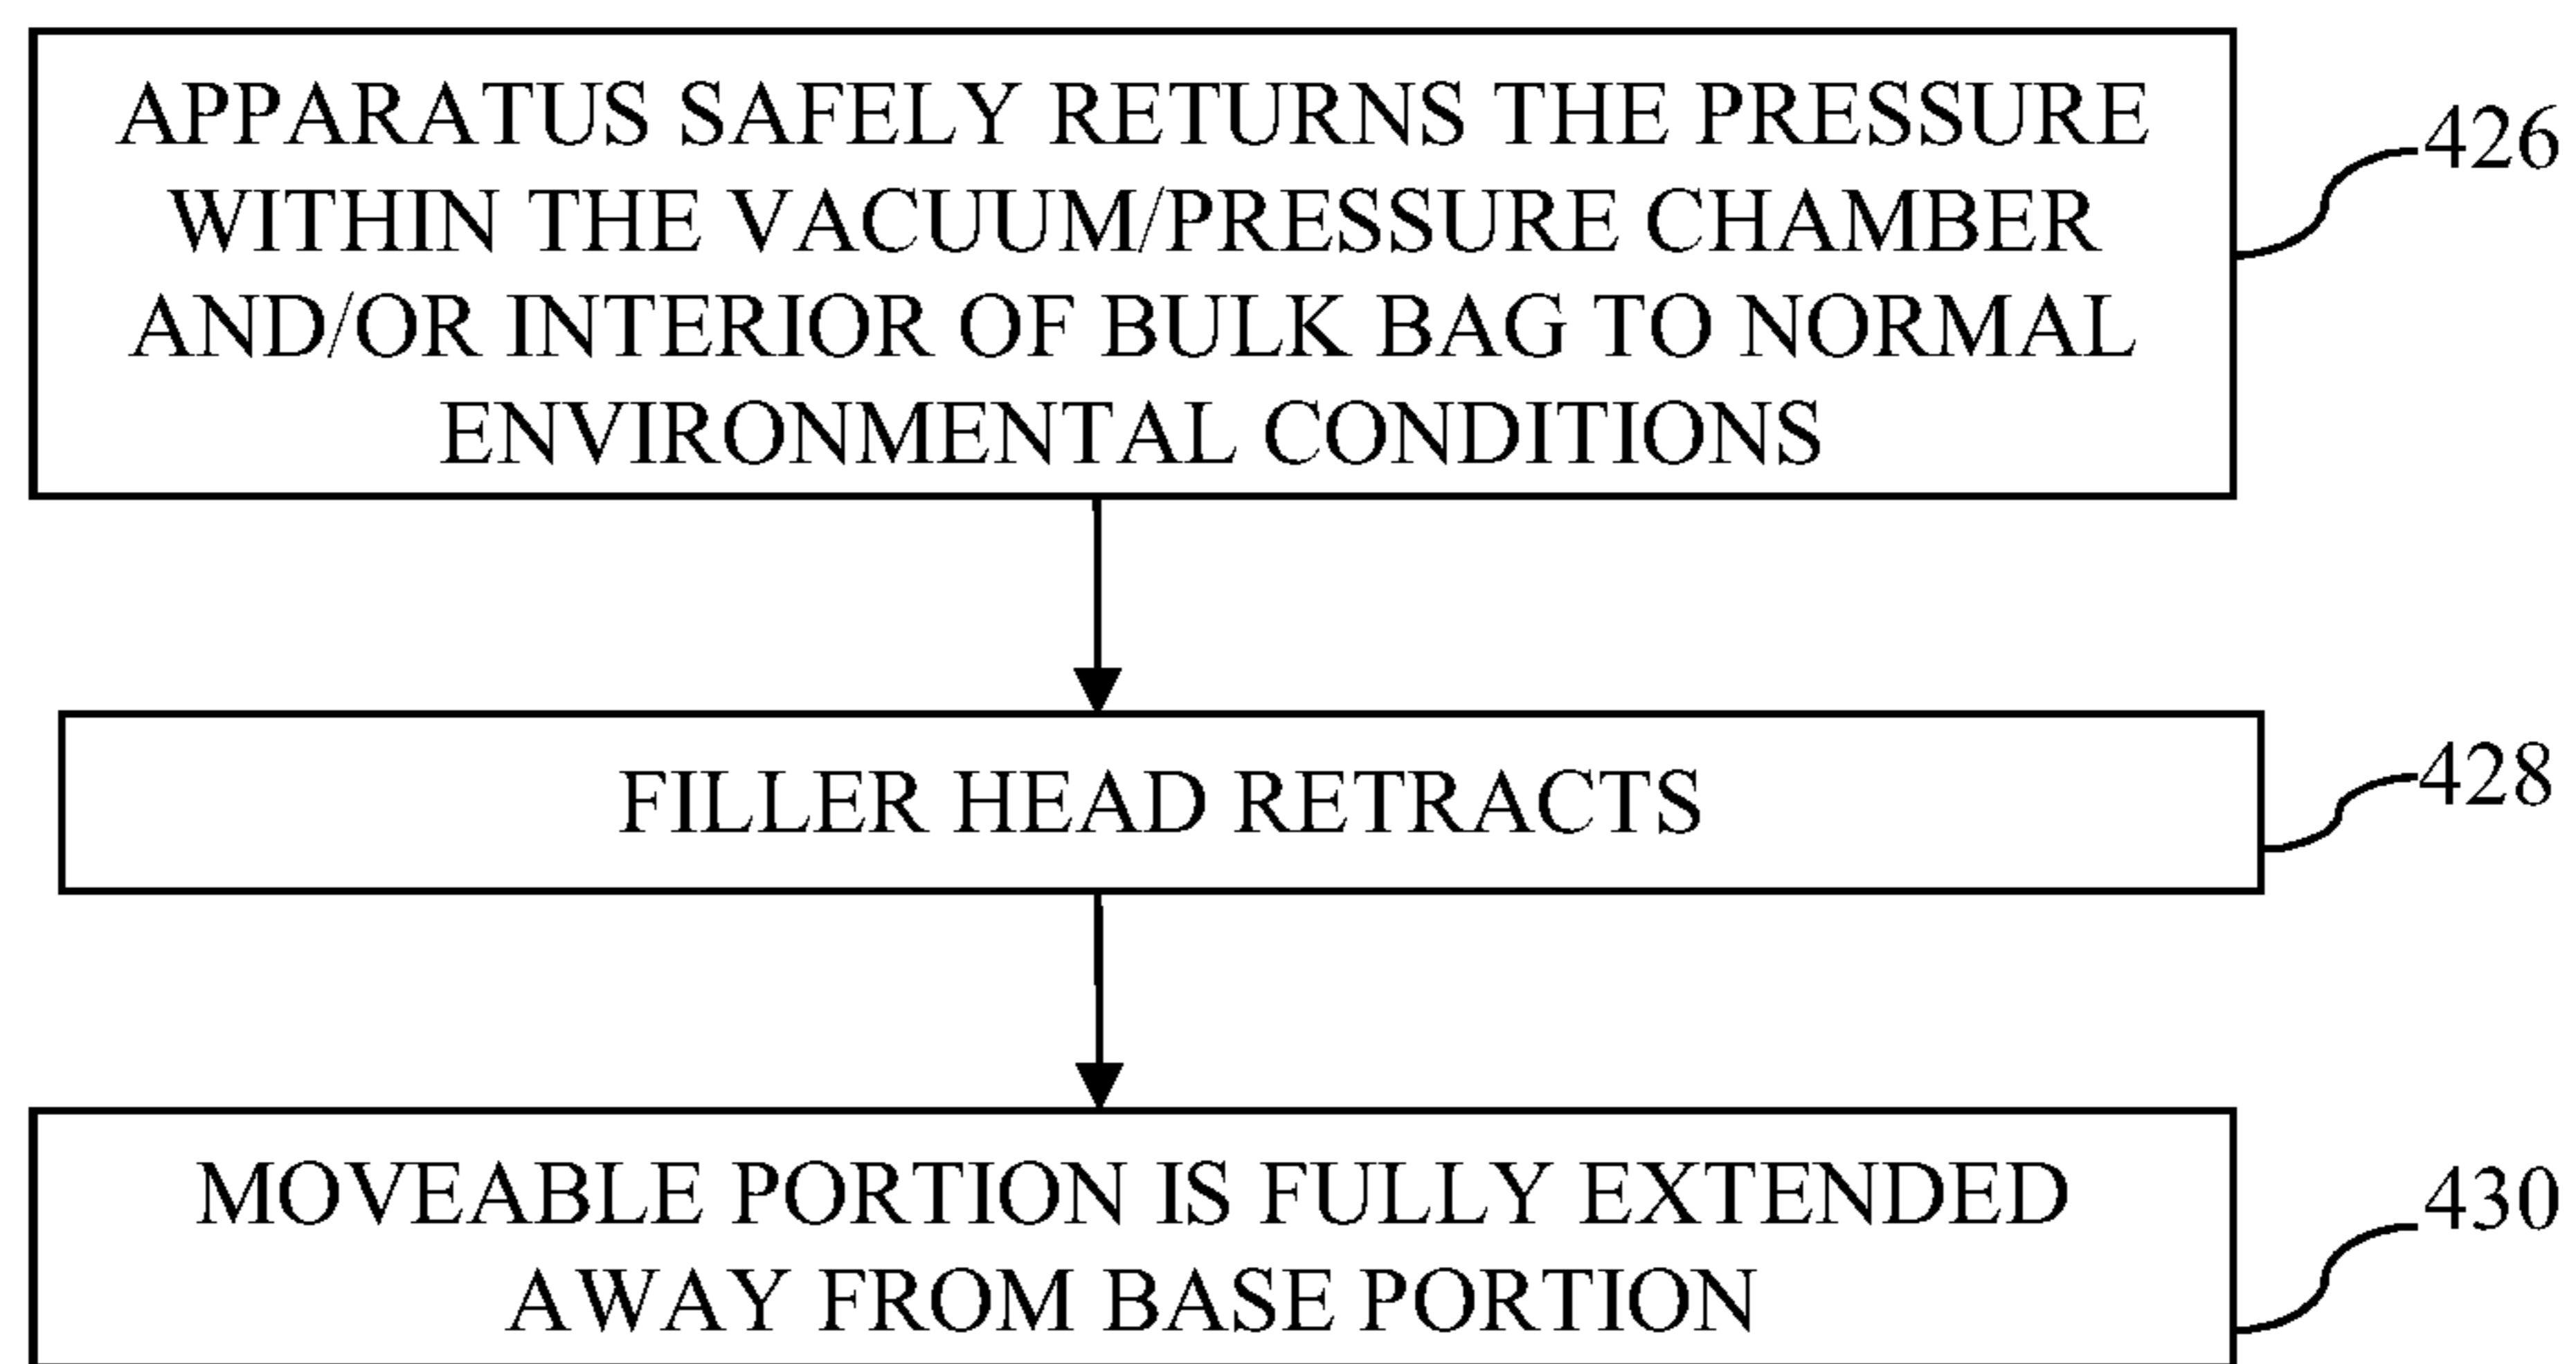 APPARATUS SAFELY RETURNS THE PRESSURE
WITHIN THE VACUUM/PRESSURE CHAMBER
AND/OR INTERIOR OF BULK BAG TO NORMAL
ENVIRONMENTAL CONDITIONS
426
FILLER HEAD RETRACTS
428
MOVEABLE PORTION IS FULLY EXTENDED
AWAY FROM BASE PORTION
430